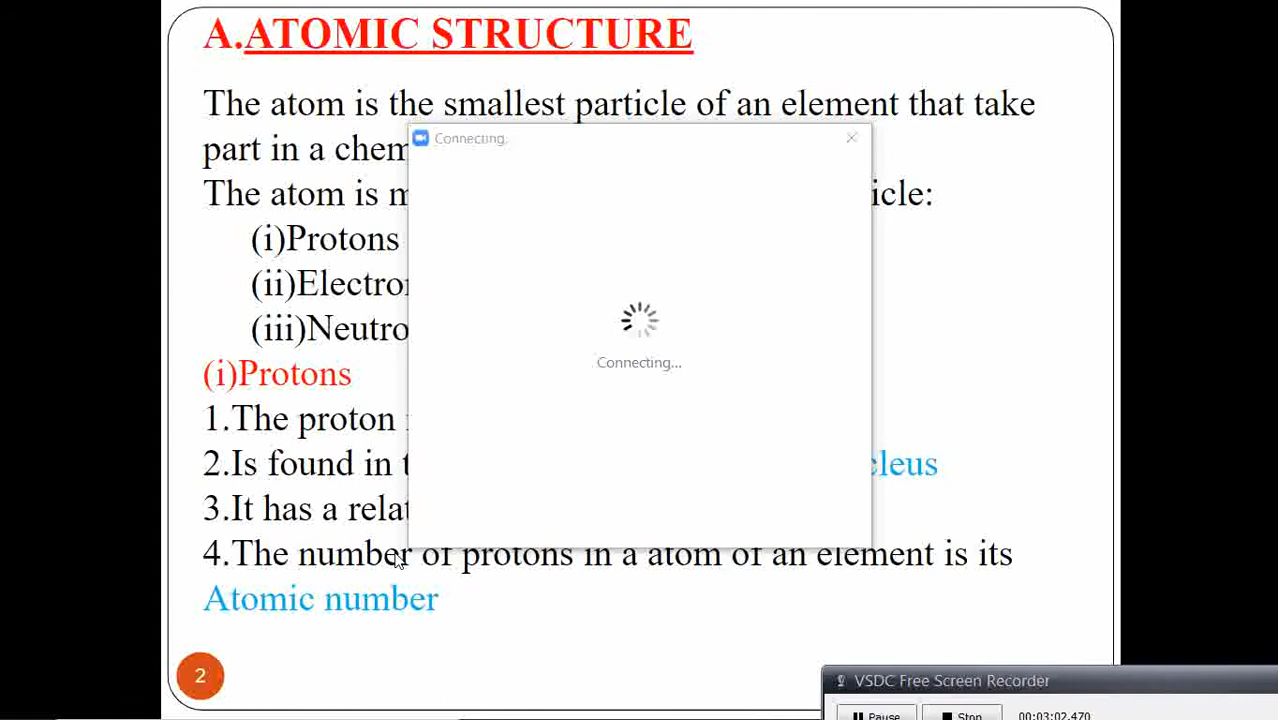 A.ATOMIC STRUCTURE
The atom is the smallest particle of an element that take
part in a chem
The atom is m icle:
(i)Protons
(ii)Electron
(iii)Neutro
(i)Protons
1.The proton
2.Is found in t cleus
3.It has a relat
4.The number of protons in a atom of an element is its
Atomic number
2
Connecting.
Connecting...
VSDC Free Screen Recorder
Pause
Stop
00:03:02.470